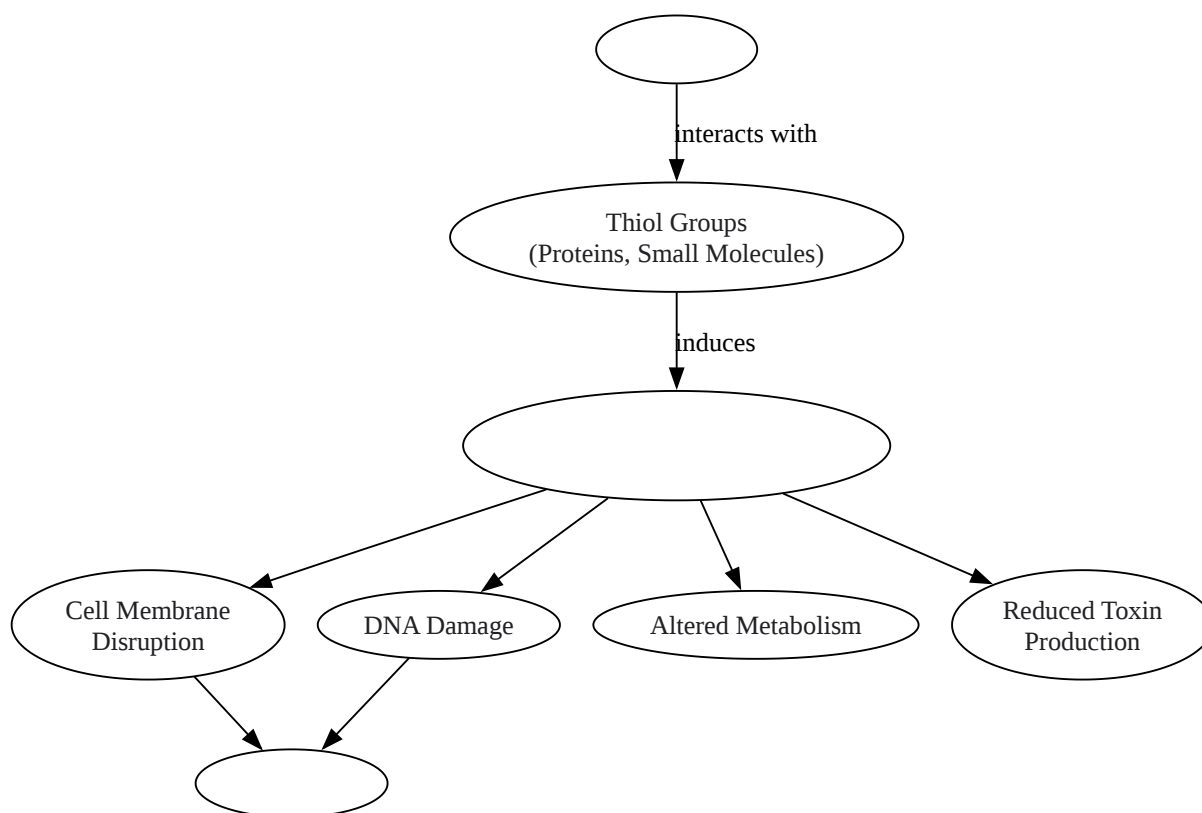 interacts with
Thiol Groups
(Proteins, Small Molecules)
induces
Cell Membrane
Disruption
DNA Damage
Altered Metabolism
Reduced Toxin
Production